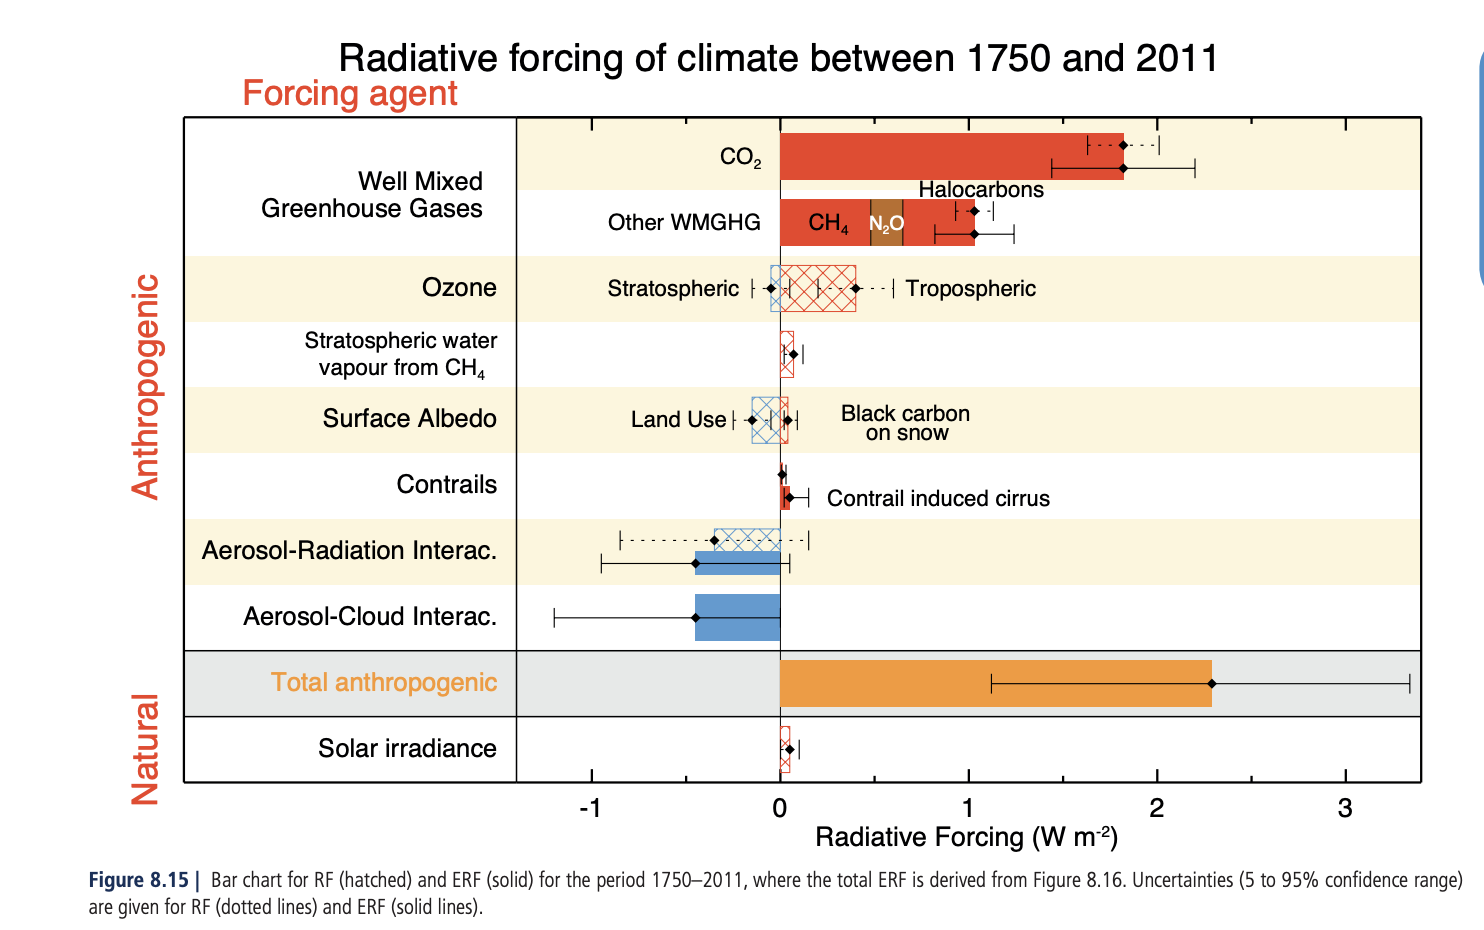 Radiative forcing of climate between 1750 and 2011
Forcing agent
Anthropogenic
Natural
Well Mixed
Greenhouse Gases
CO₂
Halocarbons
Other WMGHG
CH₄
N₂O
Ozone
Stratospheric
Tropospheric
Stratospheric water
vapour from CH₄
Surface Albedo
Land Use
Black carbon
on snow
Contrails
Contrail induced cirrus
Aerosol-Radiation Interac.
Aerosol-Cloud Interac.
Total anthropogenic
Solar irradiance
-1 0 1 2 3
Radiative Forcing (W m⁻²)
Figure 8.15 | Bar chart for RF (hatched) and ERF (solid) for the period 1750–2011, where the total ERF is derived from Figure 8.16. Uncertainties (5 to 95% confidence range)
are given for RF (dotted lines) and ERF (solid lines).